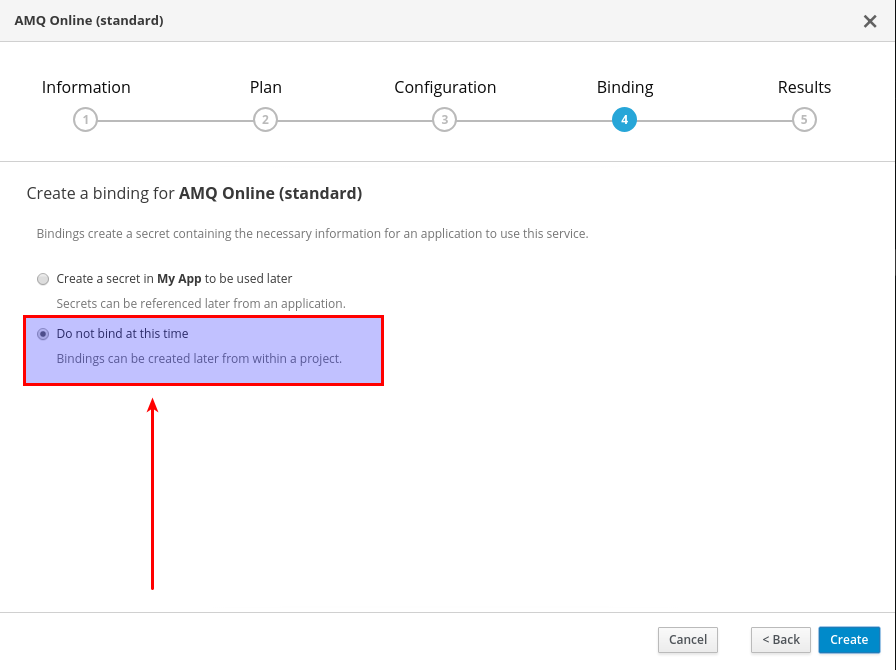 AMQ Online (standard)
Information Plan Configuration Binding Results
1 2 3 4 5
Create a binding for AMQ Online (standard)
Bindings create a secret containing the necessary information for an application to use this service.
Create a secret in My App to be used later
Secrets can be referenced later from an application.
Do not bind at this time
Bindings can be created later from within a project.
Cancel < Back Create